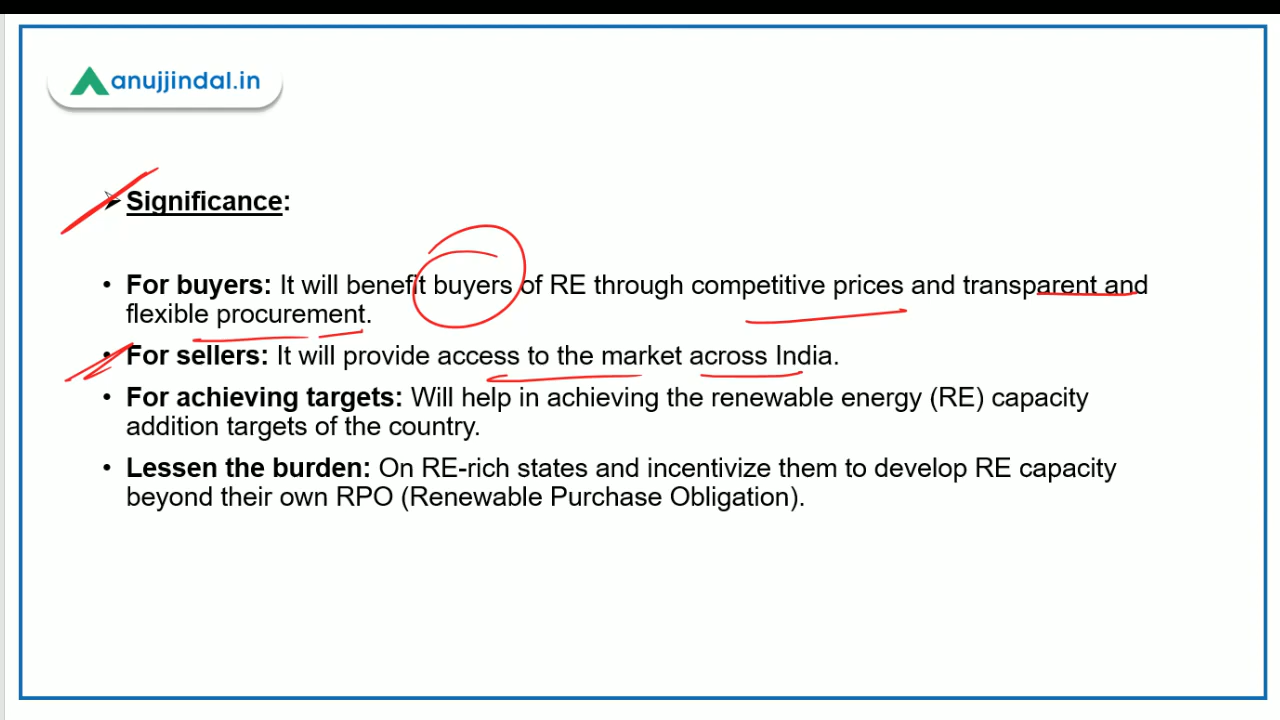 anujjindal.in
➤ Significance:
• For buyers: It will benefit buyers of RE through competitive prices and transparent and
flexible procurement.
• For sellers: It will provide access to the market across India.
• For achieving targets: Will help in achieving the renewable energy (RE) capacity
addition targets of the country.
• Lessen the burden: On RE-rich states and incentivize them to develop RE capacity
beyond their own RPO (Renewable Purchase Obligation).